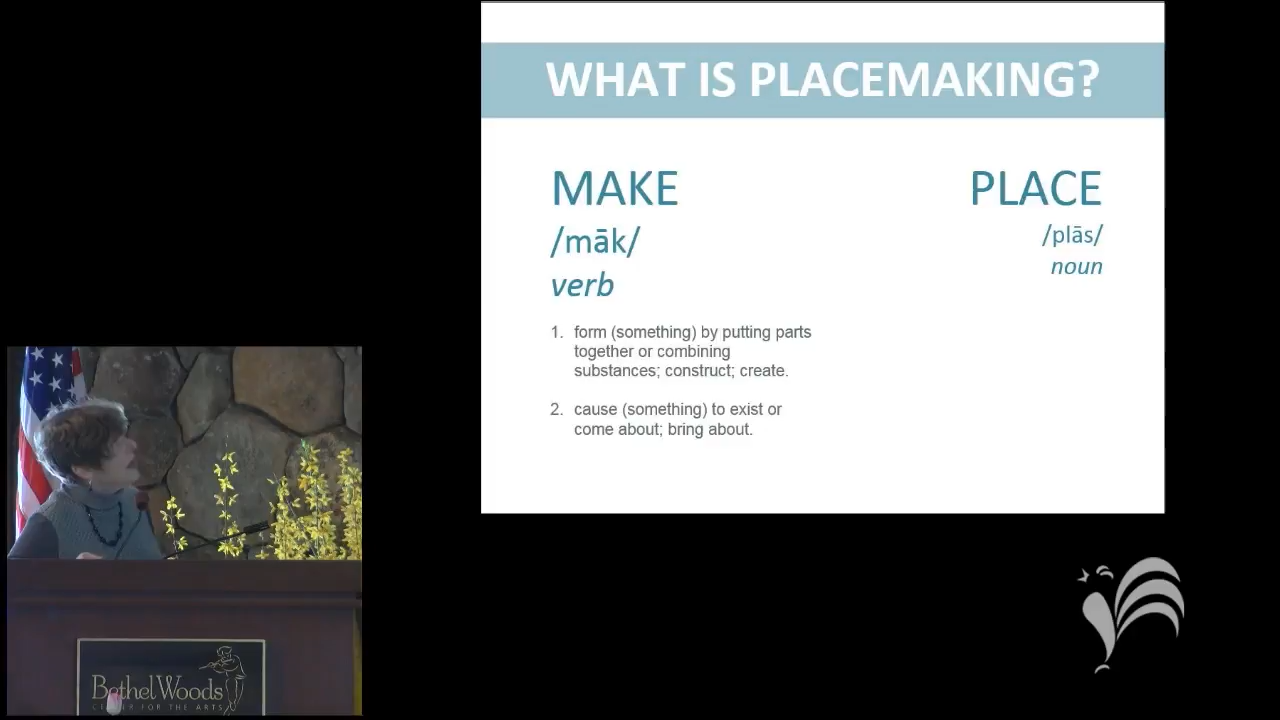 WHAT IS PLACEMAKING?
MAKE
/māk/
verb
1. form (something) by putting parts
together or combining
substances; construct; create.
2. cause (something) to exist or
come about; bring about.
PLACE
/plās/
noun
Bethel Woods
CENTER FOR THE ARTS